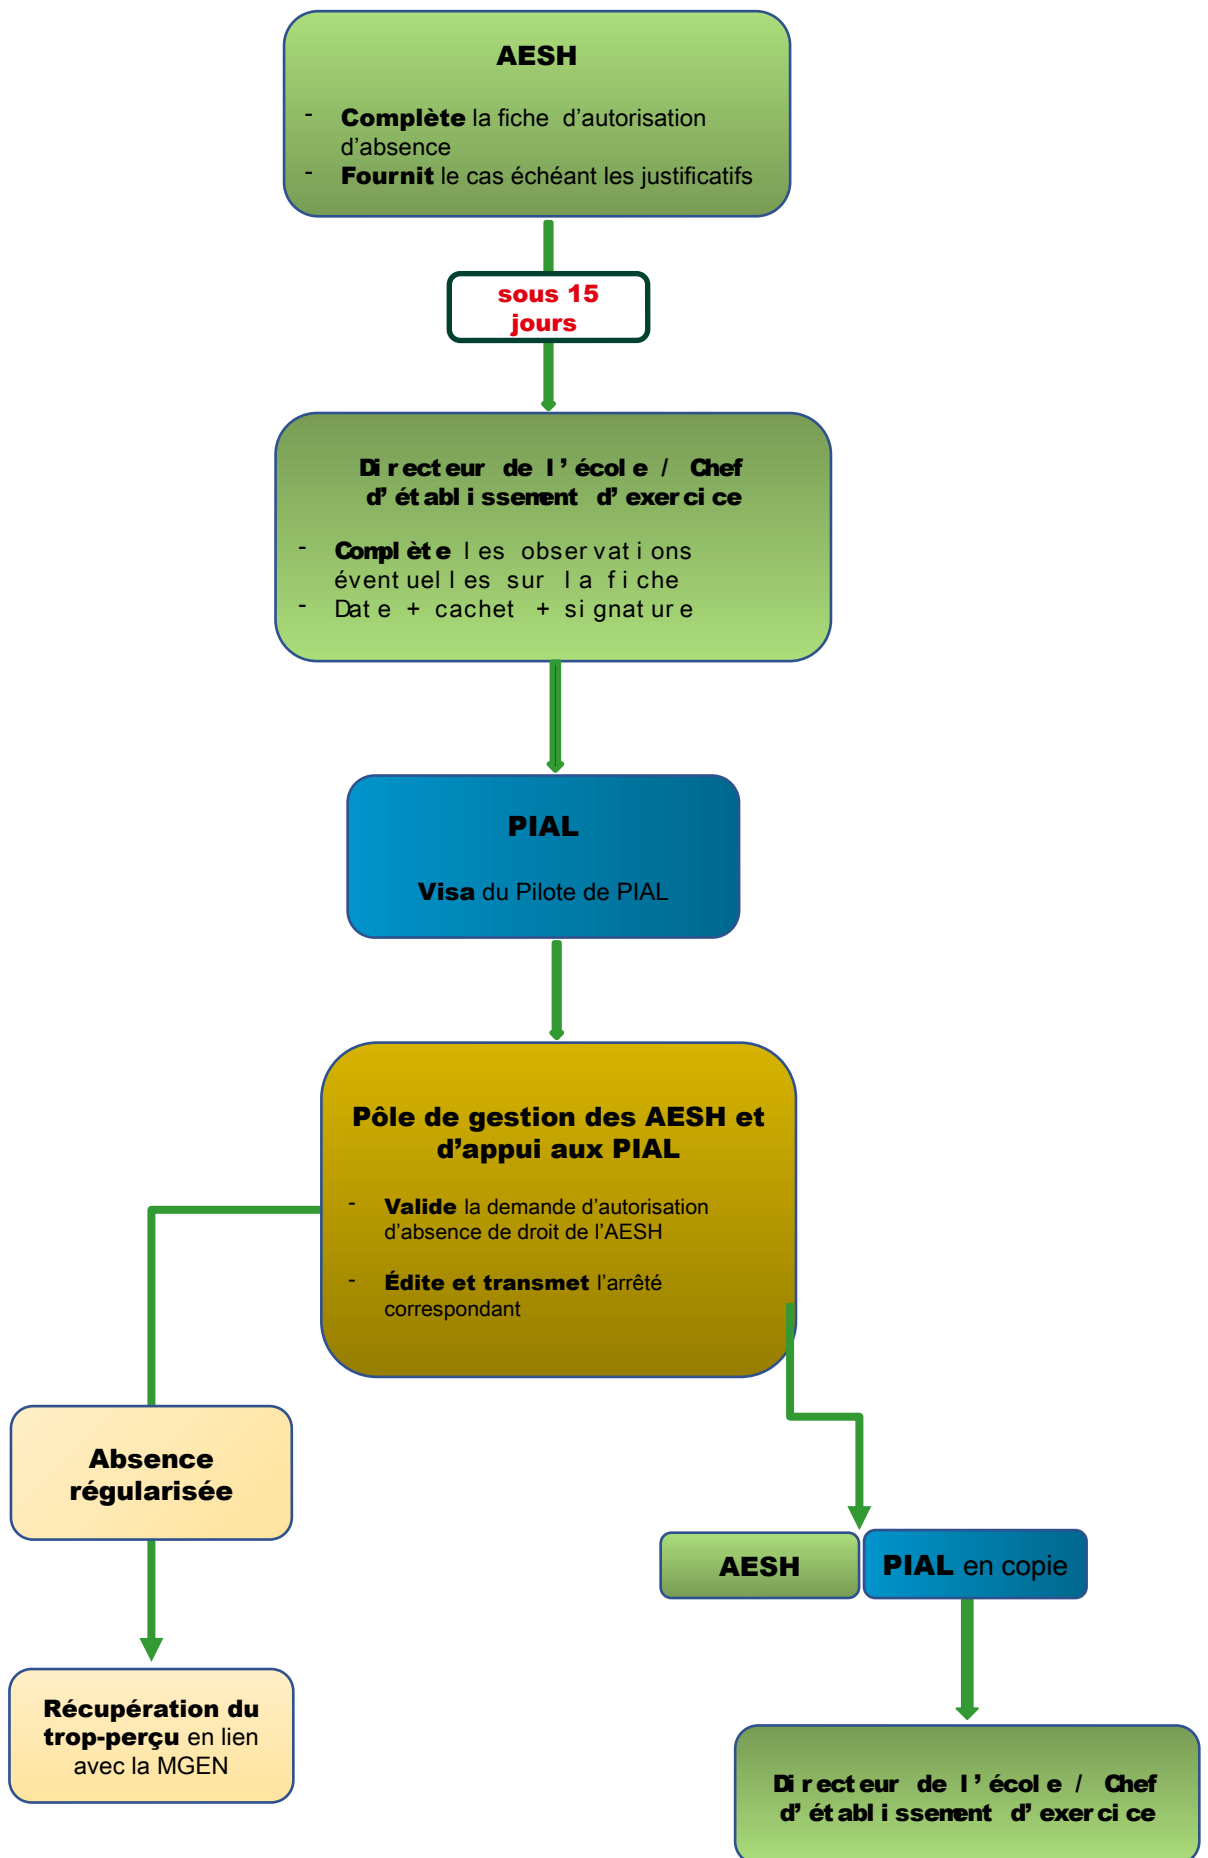 AESH
- Complète la fiche d’autorisation
d’absence
- Fournit le cas échéant les justificatifs
sous 15
jours
Directeur de l’école / Chef
d’établissement d’exercice
- Complète les observations
éventuelles sur la fiche
- Date + cachet + signature
PIAL
Visa du Pilote de PIAL
Pôle de gestion des AESH et
d’appui aux PIAL
- Valide la demande d’autorisation
d’absence de droit de l’AESH
- Édite et transmet l’arrêté
correspondant
Absence
régularisée
AESH
PIAL en copie
Récupération du
trop-perçu en lien
avec la MGEN
Directeur de l’école / Chef
d’établissement d’exercice